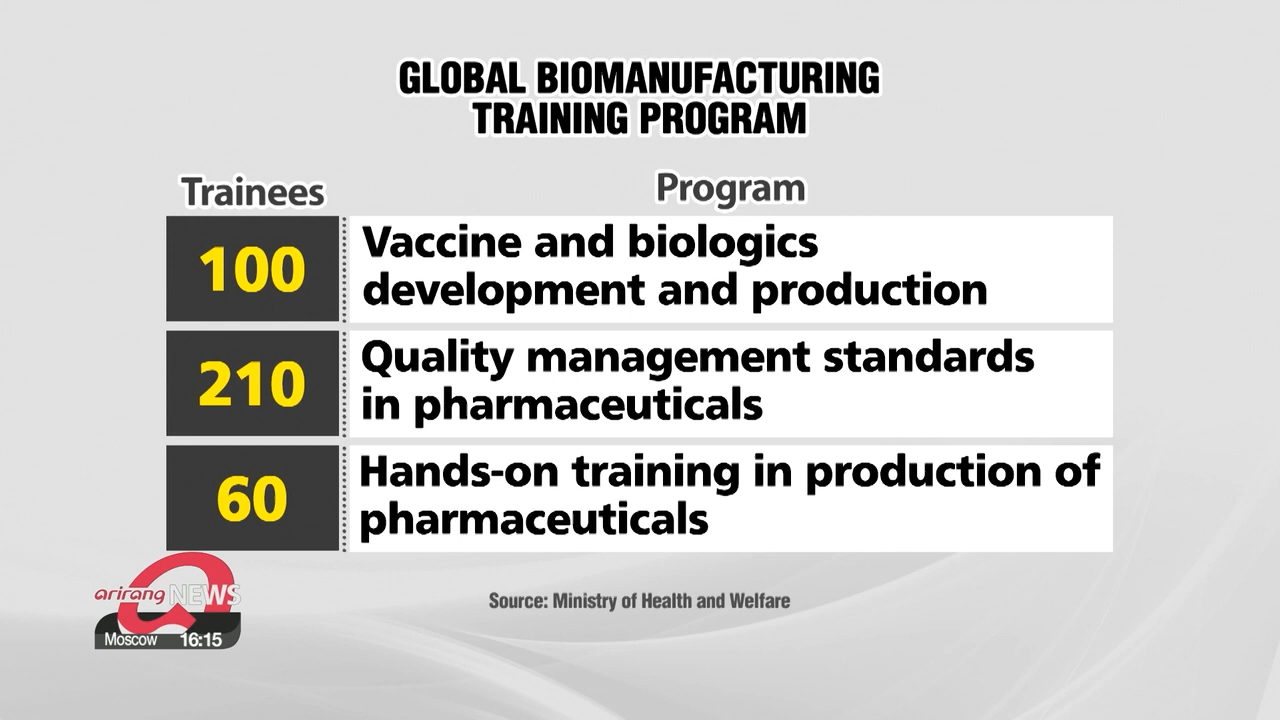 GLOBAL BIOMANUFACTURING
TRAINING PROGRAM
Trainees
Program
100
Vaccine and biologics
development and production
210
Quality management standards
in pharmaceuticals
60
Hands-on training in production of
pharmaceuticals
arirang NEWS
Moscow 16:15
Source: Ministry of Health and Welfare